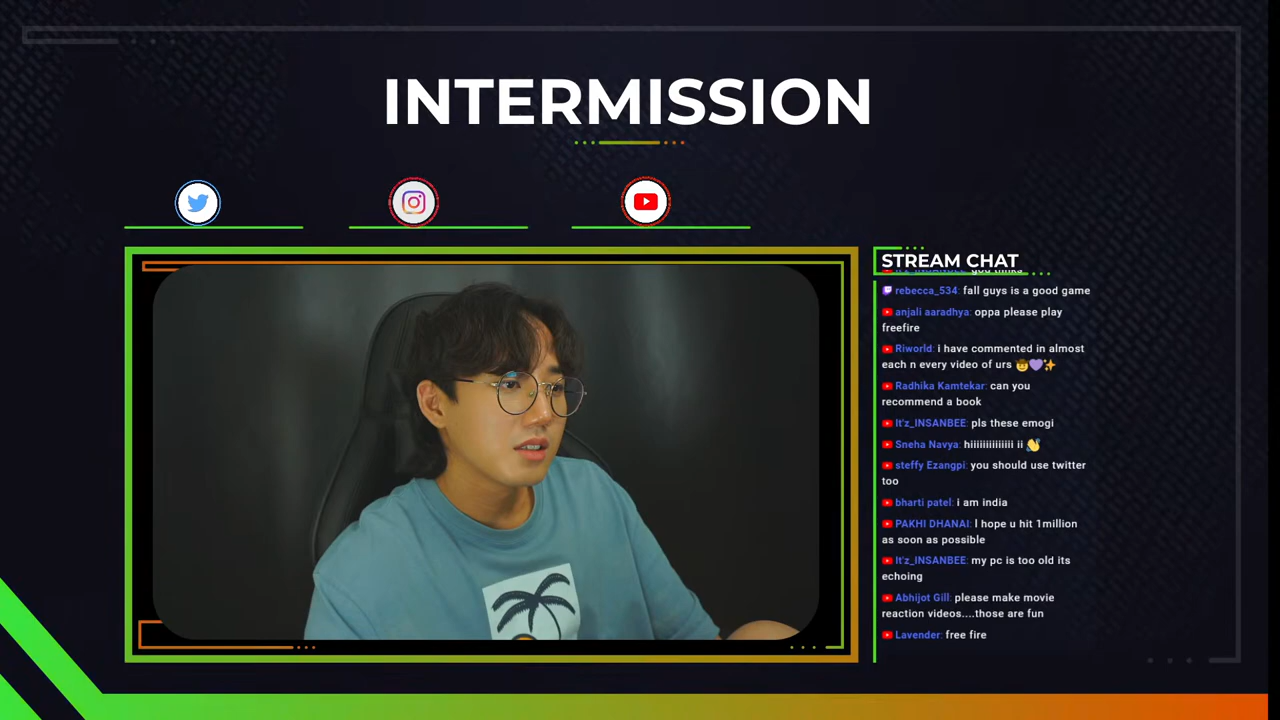 INTERMISSION
STREAM CHAT
rebecca_534: fall guys is a good game
anjali aaradhya: oppa please play
freefire
Riworld: i have commented in almost
each n every video of urs 🤠💜✨
Radhika Kamtekar: can you
recommend a book
It'z_INSANBEE: pls these emogi
Sneha Navya: hiiiiiiiiiiiiii ii 👋
steffy Ezangpi: you should use twitter
too
bharti patel: i am india
PAKHI DHANAI: I hope u hit 1million
as soon as possible
It'z_INSANBEE: my pc is too old its
echoing
Abhijot Gill: please make movie
reaction videos....those are fun
Lavender: free fire